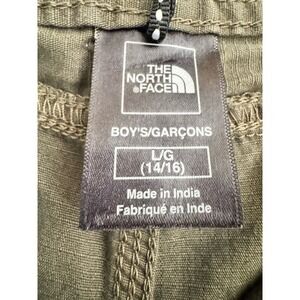 THE
NORTH
FACE
BOY'S/GARÇONS
L/G
(14/16)
Made in India
Fabriqué en Inde